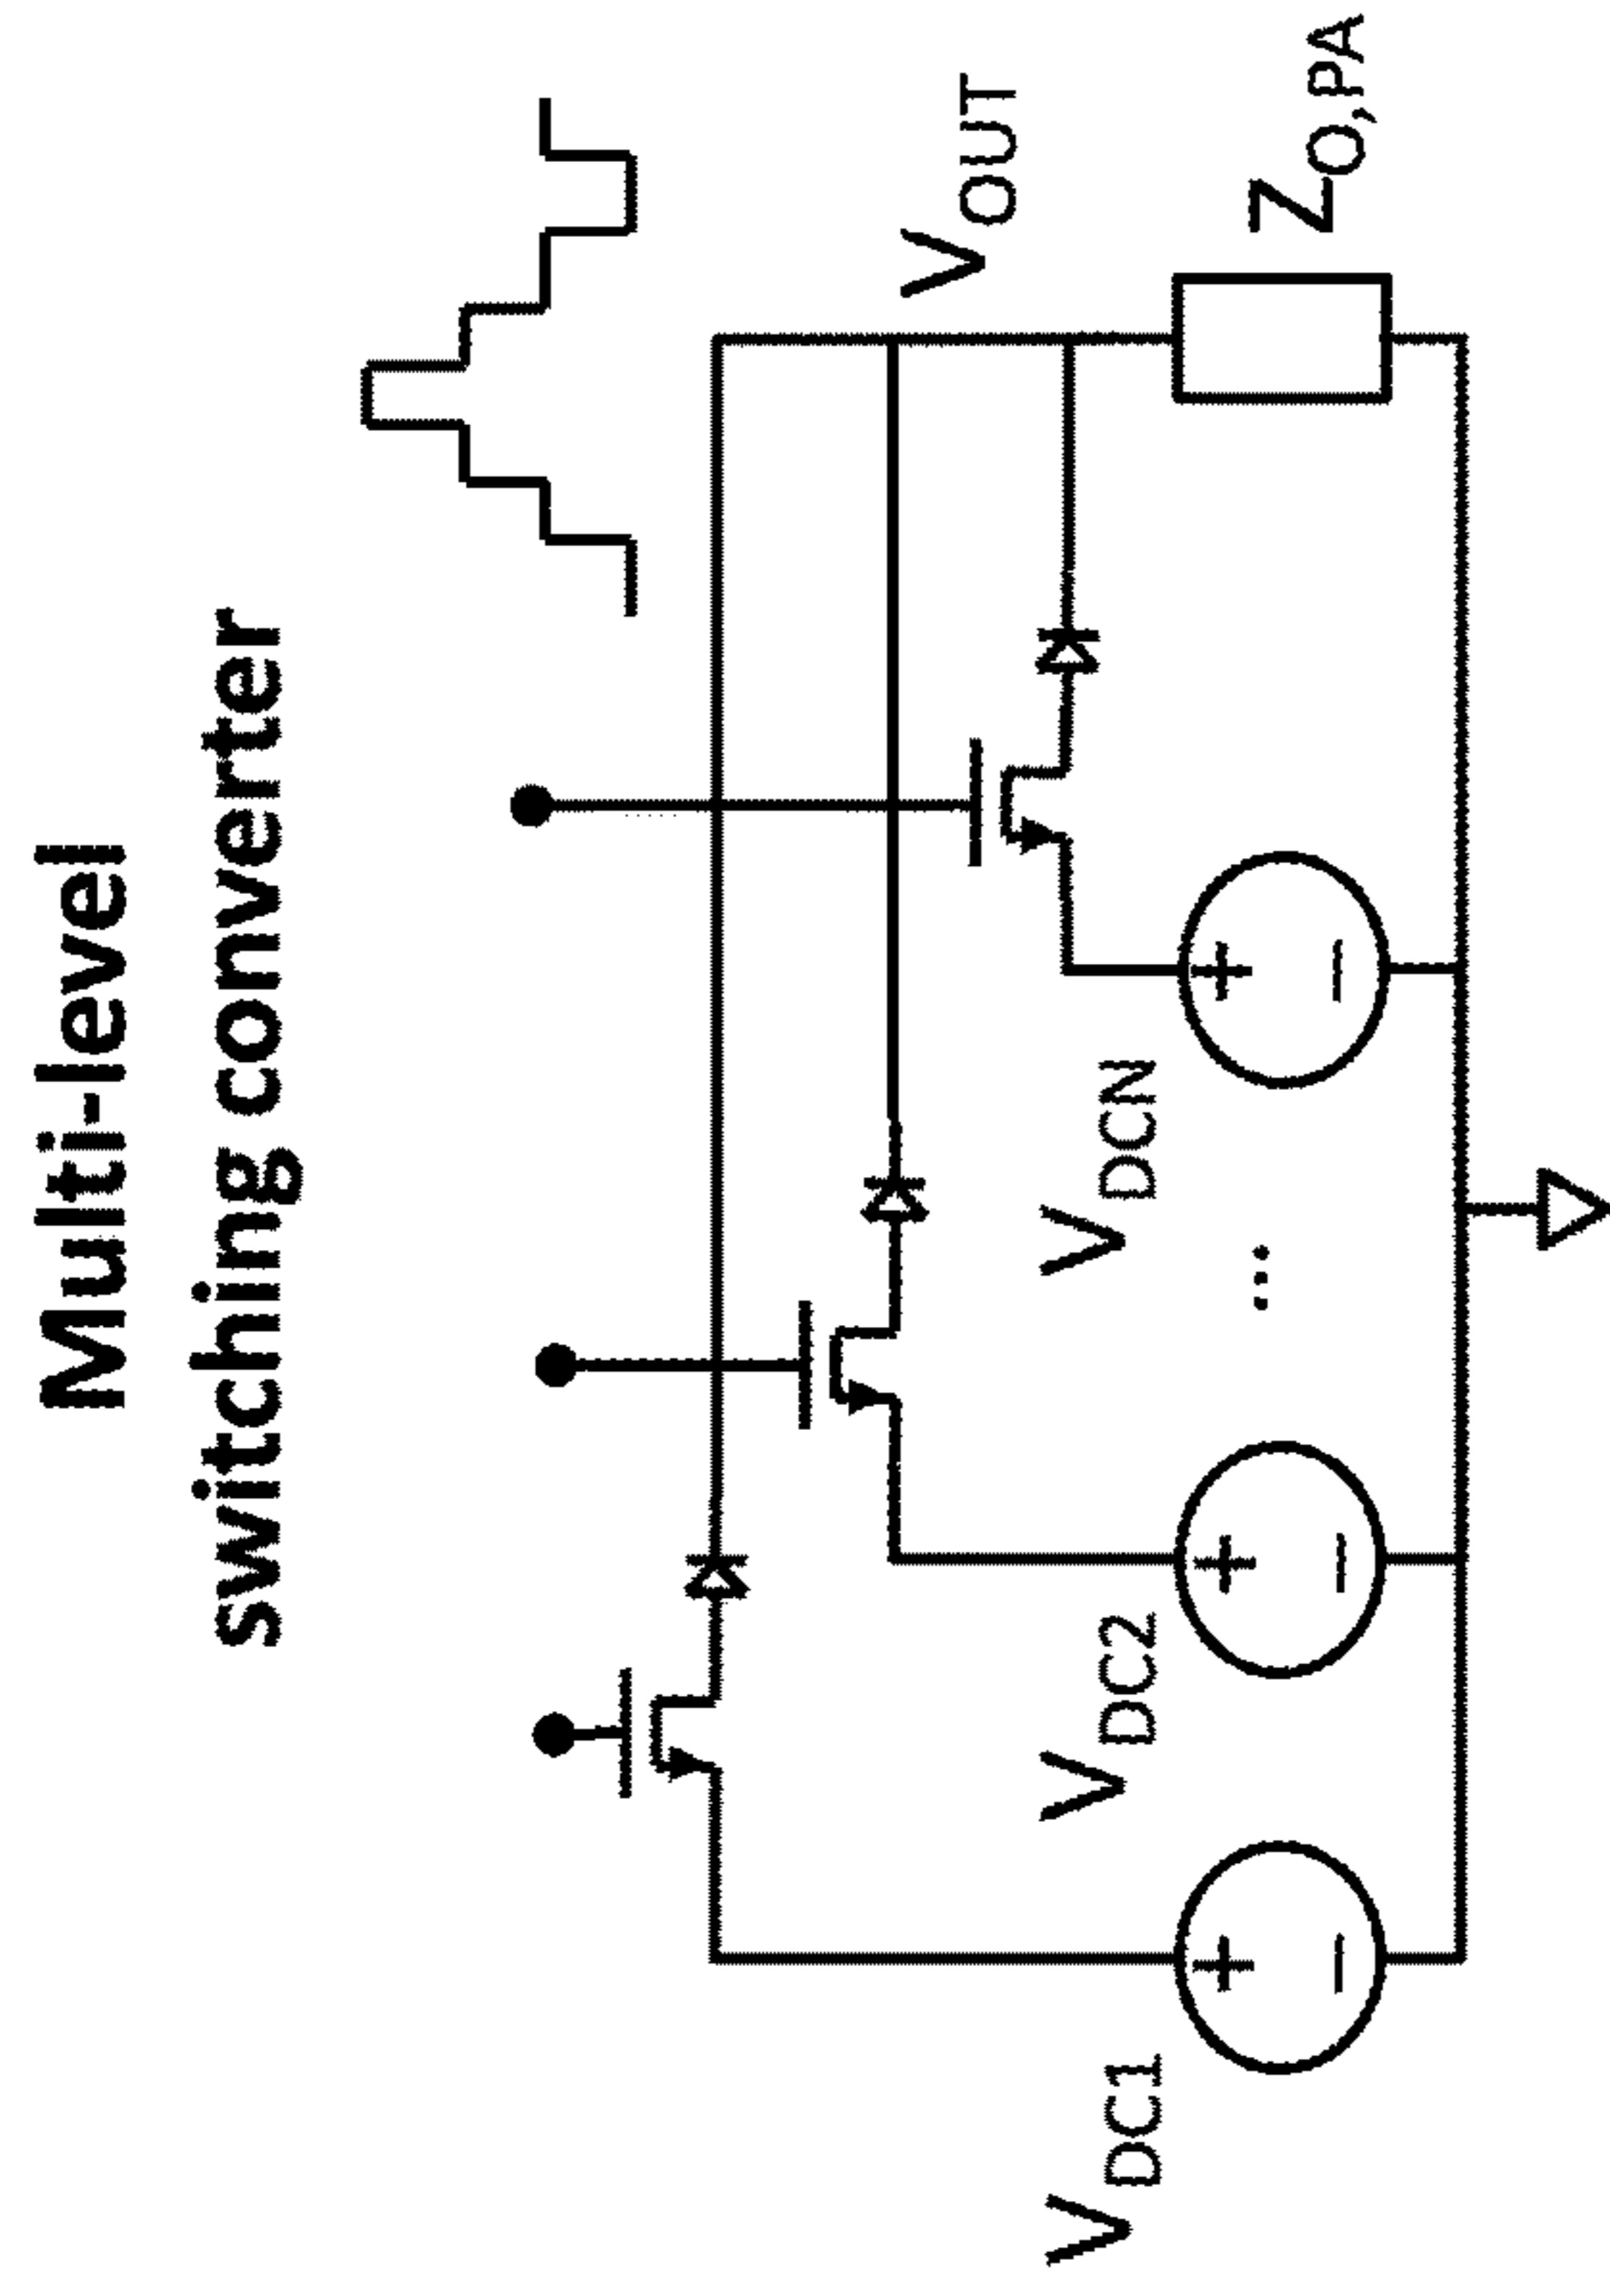 Multi-level
switching converter
VOUT
ZO,PA
VDC1
+
−
VDC2
+
−
...
VDCN
+
−